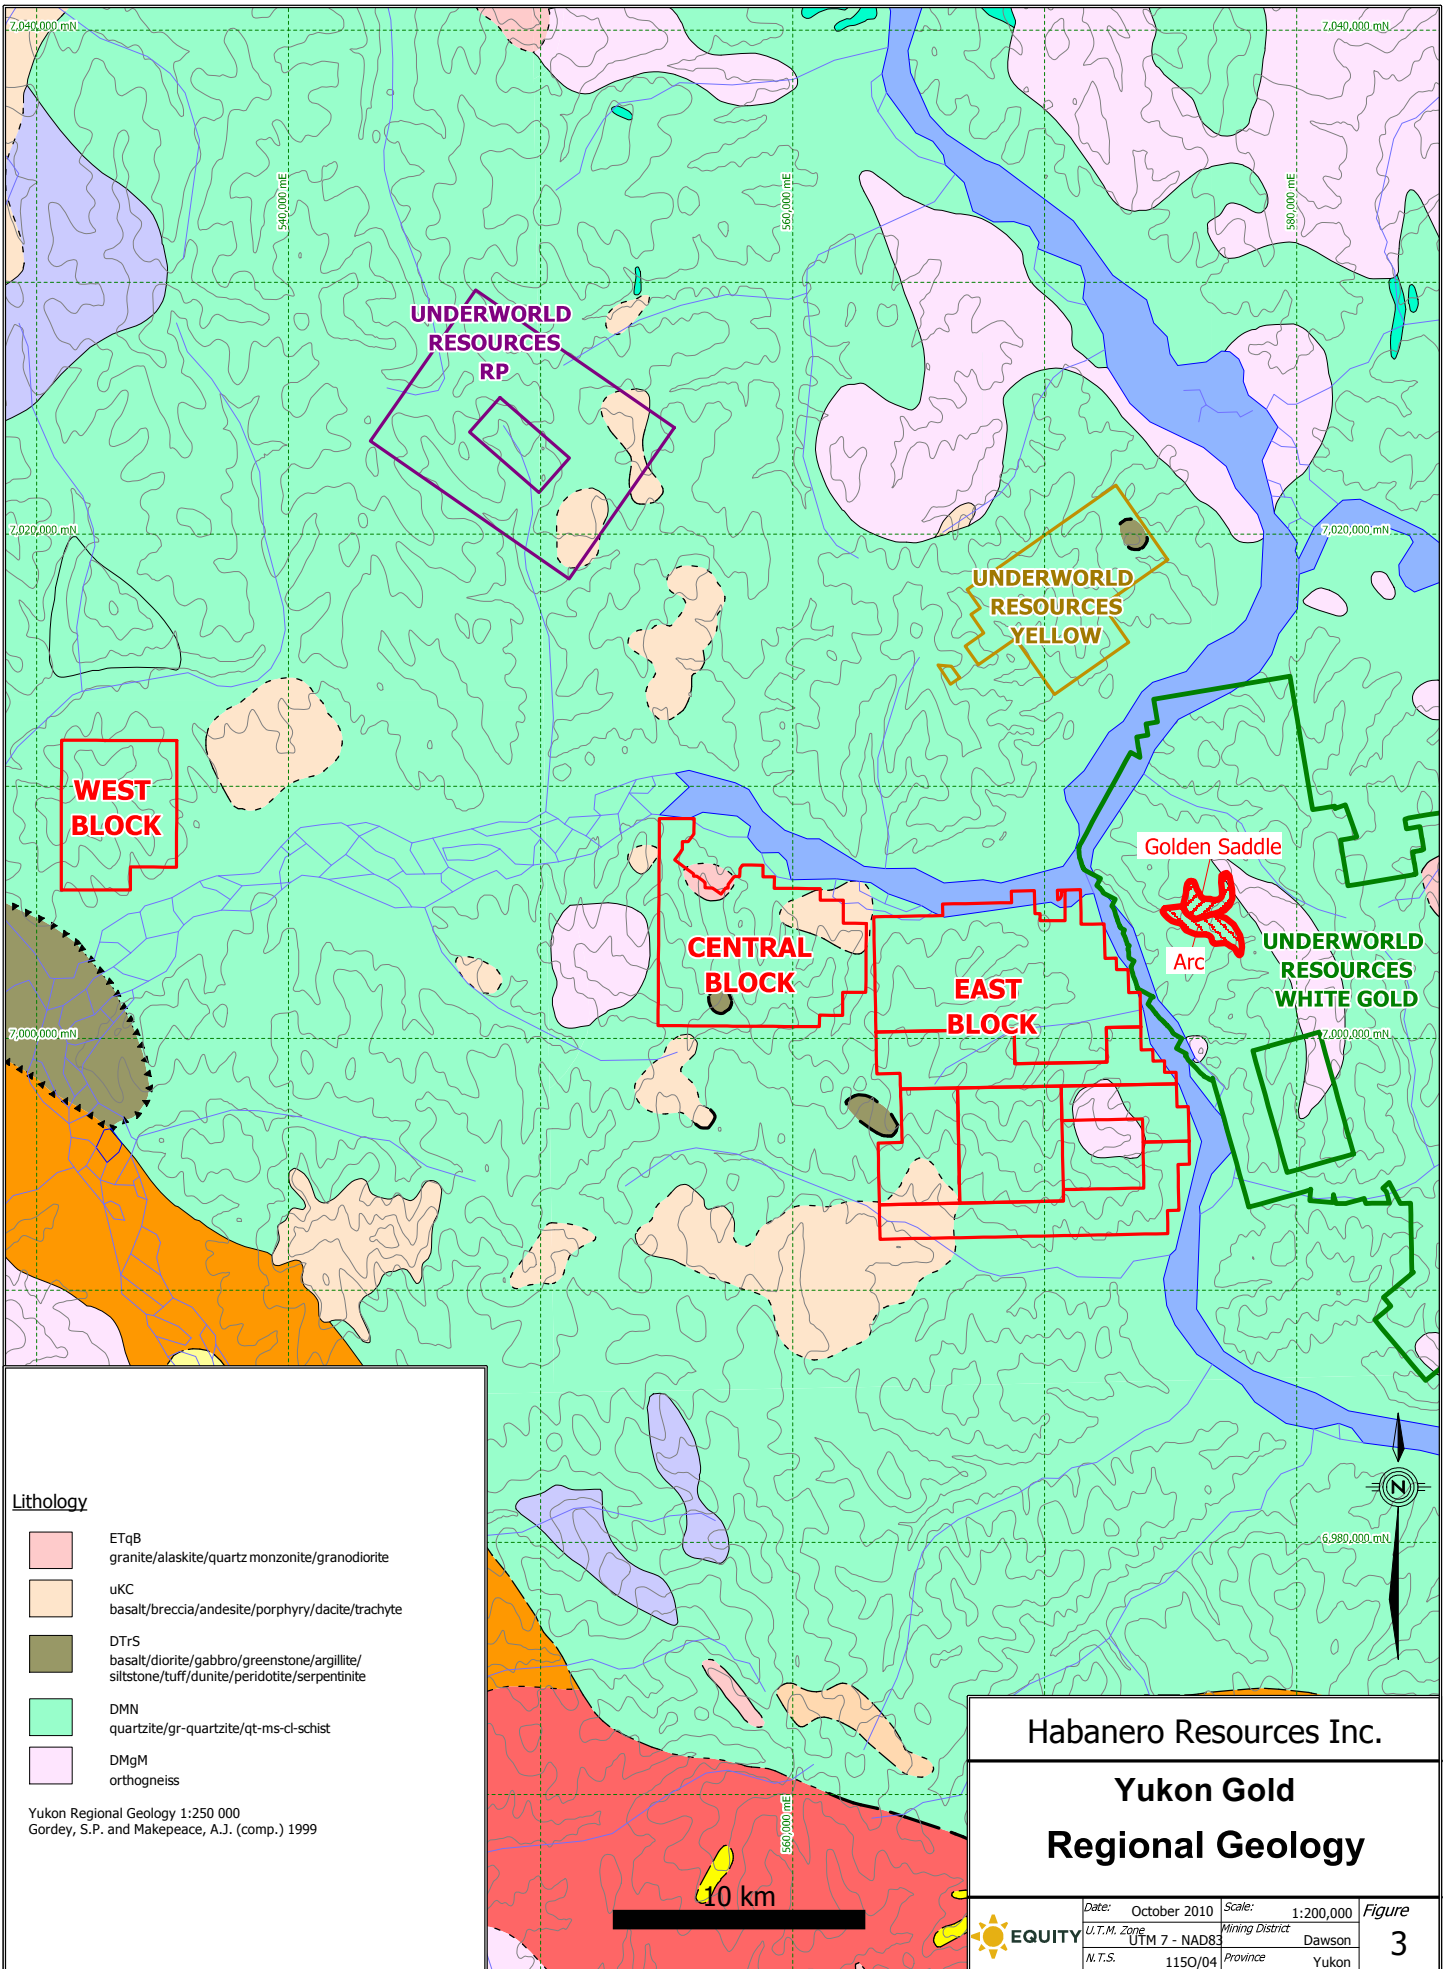 7,040,000 mN
7,040,000 mN
540,000 mE
560,000 mE
580,000 mE
UNDERWORLD
RESOURCES
RP
7,020,000 mN
7,020,000 mN
UNDERWORLD
RESOURCES
YELLOW
WEST
BLOCK
Golden Saddle
Arc
CENTRAL
BLOCK
EAST
BLOCK
UNDERWORLD
RESOURCES
WHITE GOLD
7,000,000 mN
7,000,000 mN
N
6,980,000 mN
Lithology
ETqB
granite/alaskite/quartz monzonite/granodiorite
uKC
basalt/breccia/andesite/porphyry/dacite/trachyte
DTrS
basalt/diorite/gabbro/greenstone/argillite/
siltstone/tuff/dunite/peridotite/serpentinite
DMN
quartzite/gr-quartzite/qt-ms-cl-schist
DMgM
orthogneiss
Yukon Regional Geology 1:250 000
Gordey, S.P. and Makepeace, A.J. (comp.) 1999
560,000 mE
10 km
Habanero Resources Inc.
Yukon Gold
Regional Geology
EQUITY
Date: October 2010 Scale: 1:200,000
U.T.M. Zone UTM 7 - NAD83 Mining District Dawson
N.T.S. 115O/04 Province Yukon
Figure
3